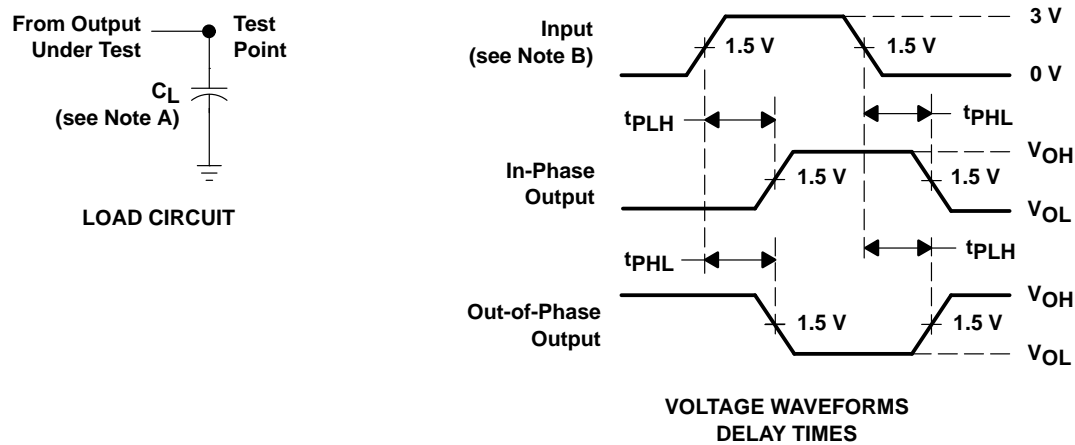 From Output
Under Test
Test
Point
CL
(see Note A)
LOAD CIRCUIT
Input
(see Note B)
1.5 V
1.5 V
3 V
0 V
tPLH
tPHL
In-Phase
Output
1.5 V
1.5 V
VOH
VOL
tPHL
tPLH
Out-of-Phase
Output
1.5 V
1.5 V
VOH
VOL
VOLTAGE WAVEFORMS
DELAY TIMES